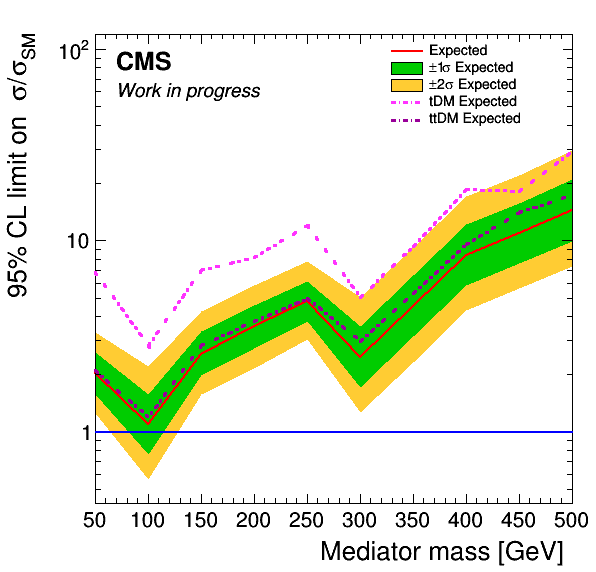 10²
CMS
Work in progress
Expected
±1σ Expected
±2σ Expected
tDM Expected
ttDM Expected
95% CL limit on σ/σSM
10
1
50 100 150 200 250 300 350 400 450 500
Mediator mass [GeV]